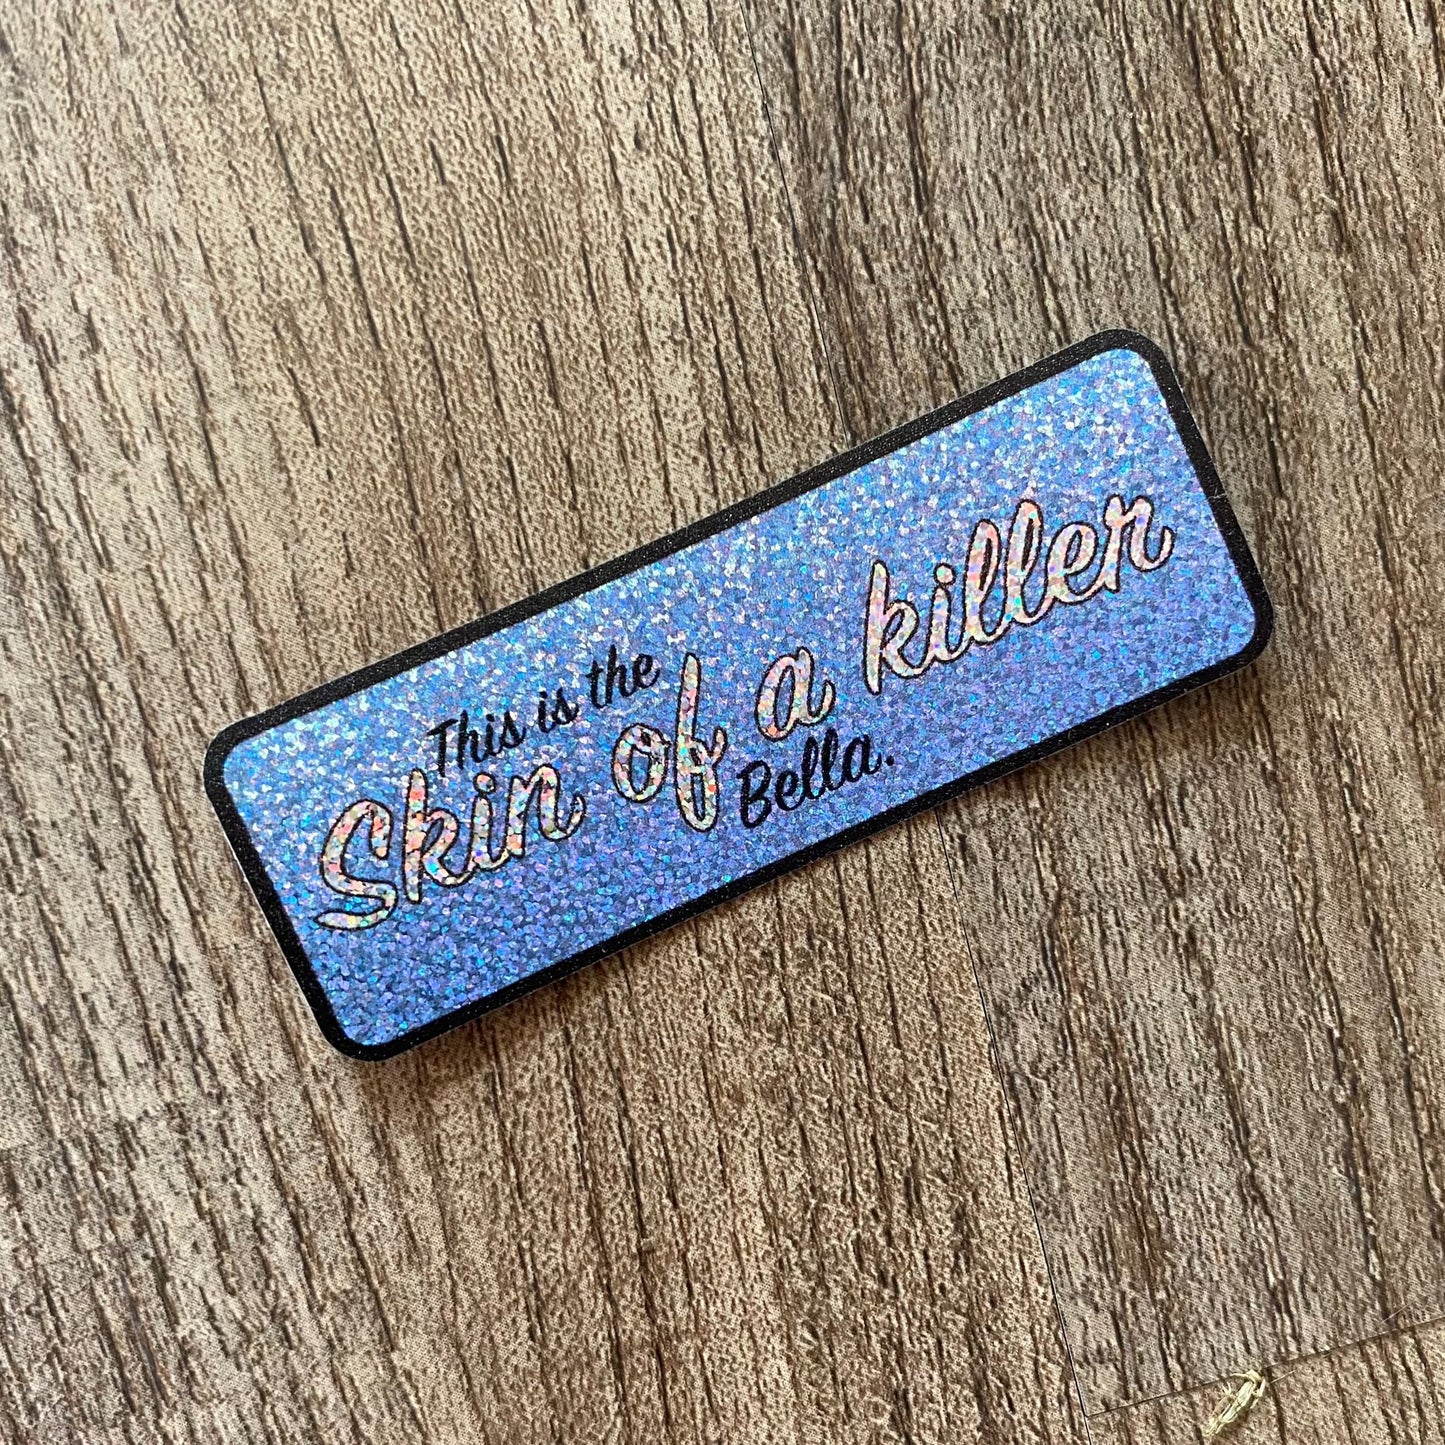 This is the
Skin of a killer
Bella.